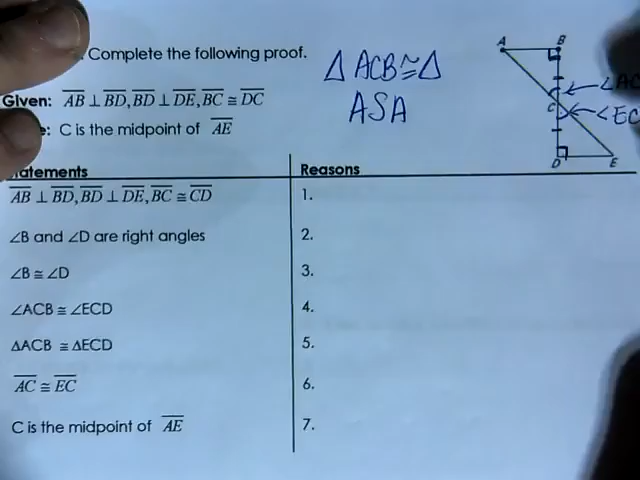 . Complete the following proof.
Given: AB ⊥ BD, BD ⊥ DE, BC ≅ DC
e: C is the midpoint of AE
△ ACB ≅ △
ASA
A
B
C
D
E
∠AC
∠EC
tatements
Reasons
AB ⊥ BD, BD ⊥ DE, BC ≅ CD
1.
∠B and ∠D are right angles
2.
∠B ≅ ∠D
3.
∠ACB ≅ ∠ECD
4.
ΔACB ≅ ΔECD
5.
AC ≅ EC
6.
C is the midpoint of AE
7.